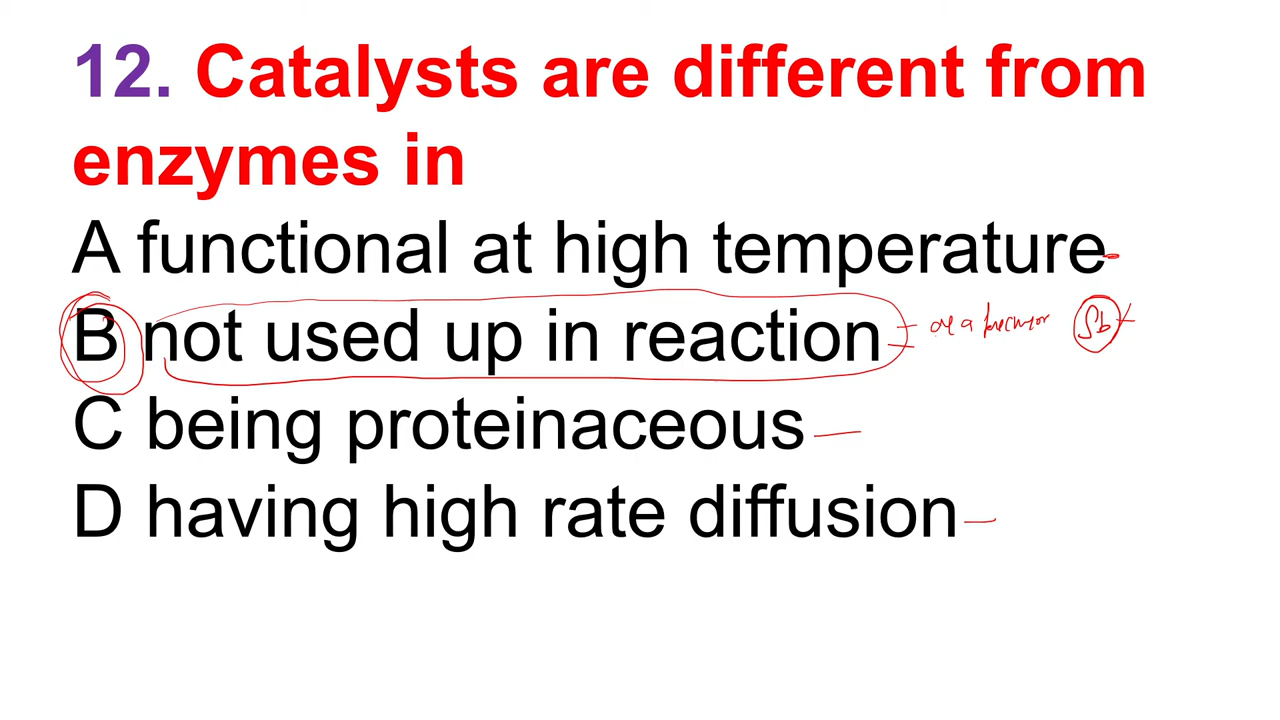 12. Catalysts are different from
enzymes in
A functional at high temperature
B not used up in reaction
C being proteinaceous
D having high rate diffusion